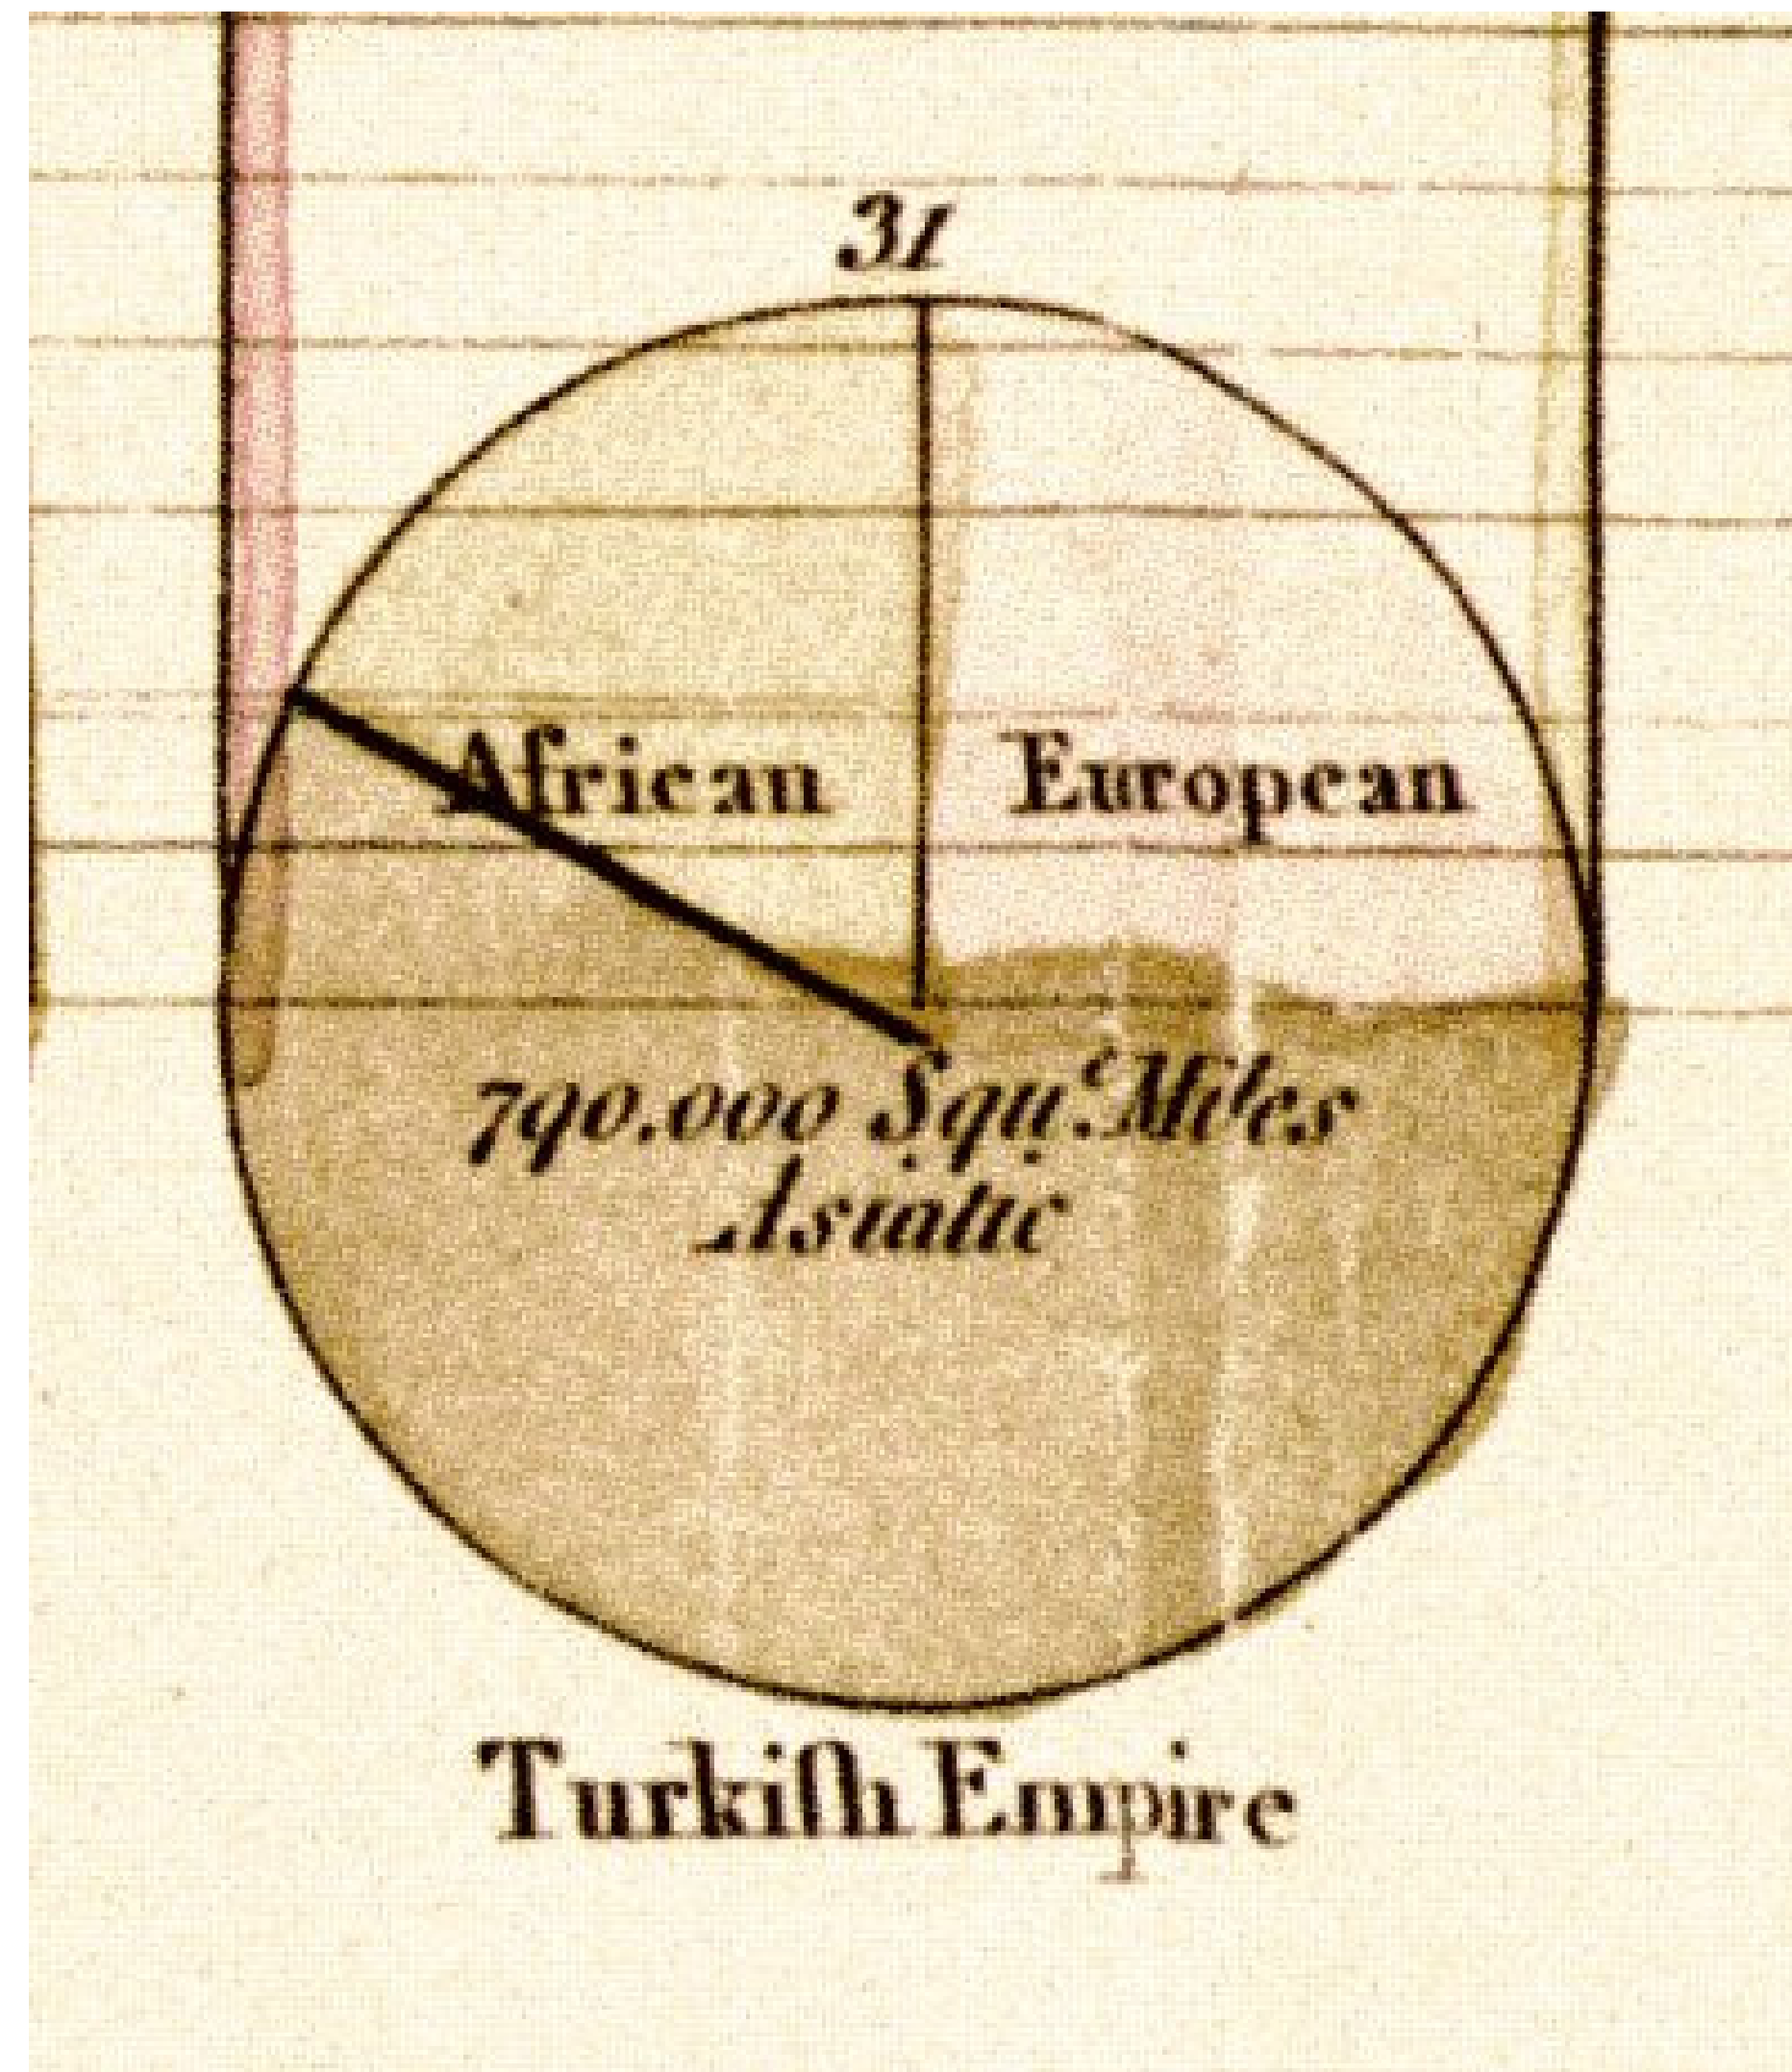 31
African European
790.000 Squ. Miles
Asiatic
Turkiſh Empire